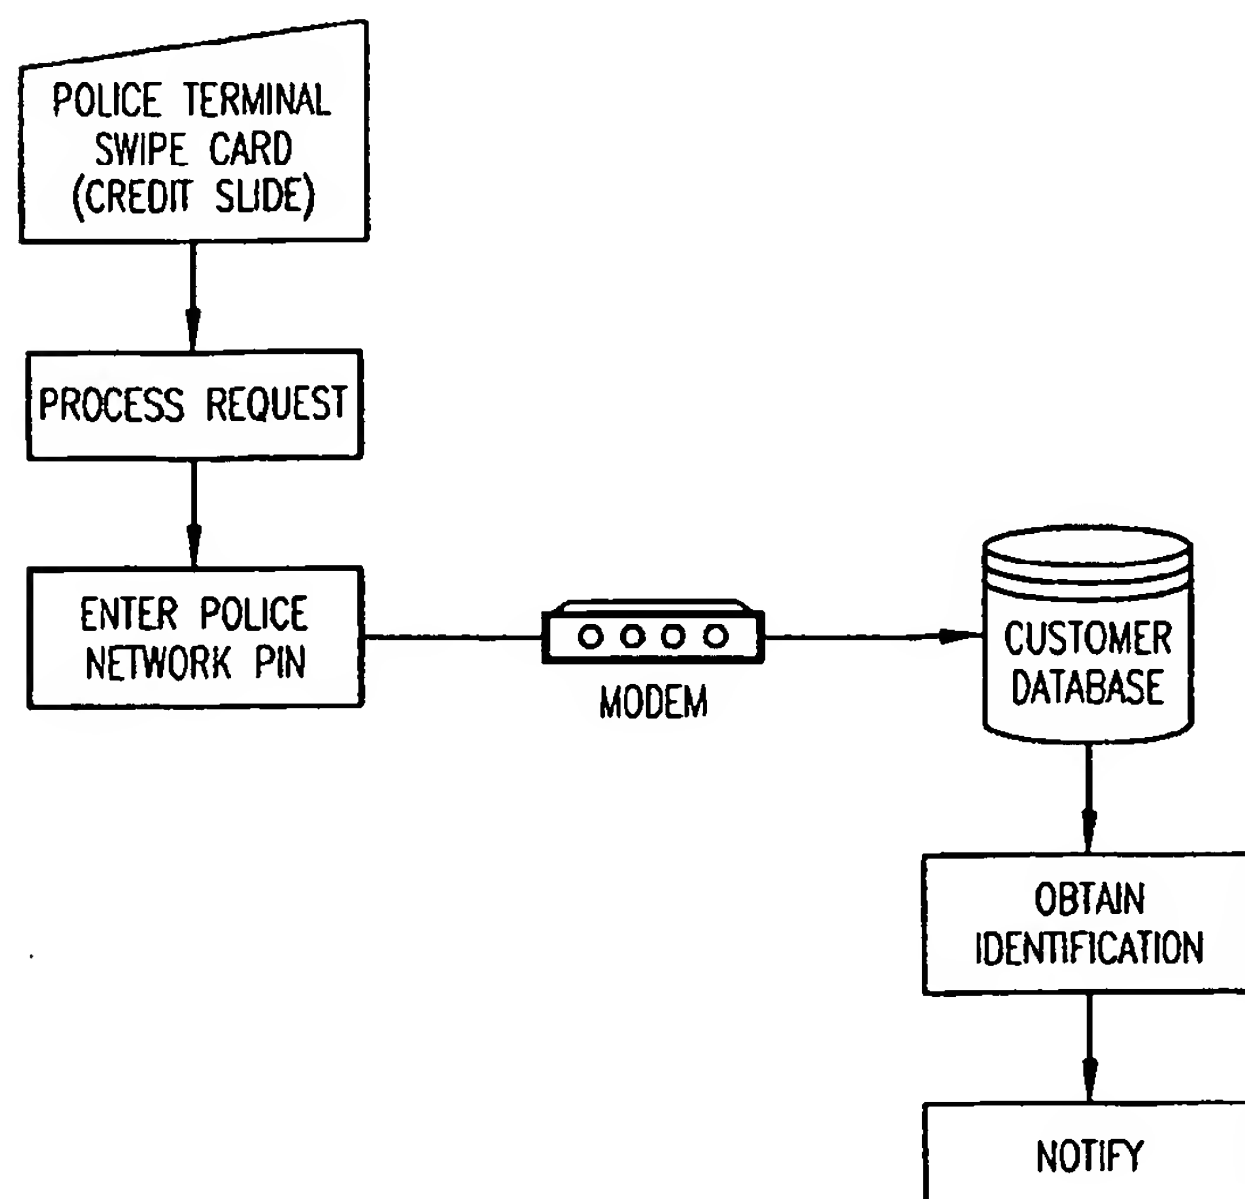 POLICE TERMINAL
SWIPE CARD
(CREDIT SLIDE)
PROCESS REQUEST
ENTER POLICE
NETWORK PIN
MODEM
CUSTOMER
DATABASE
OBTAIN
IDENTIFICATION
NOTIFY